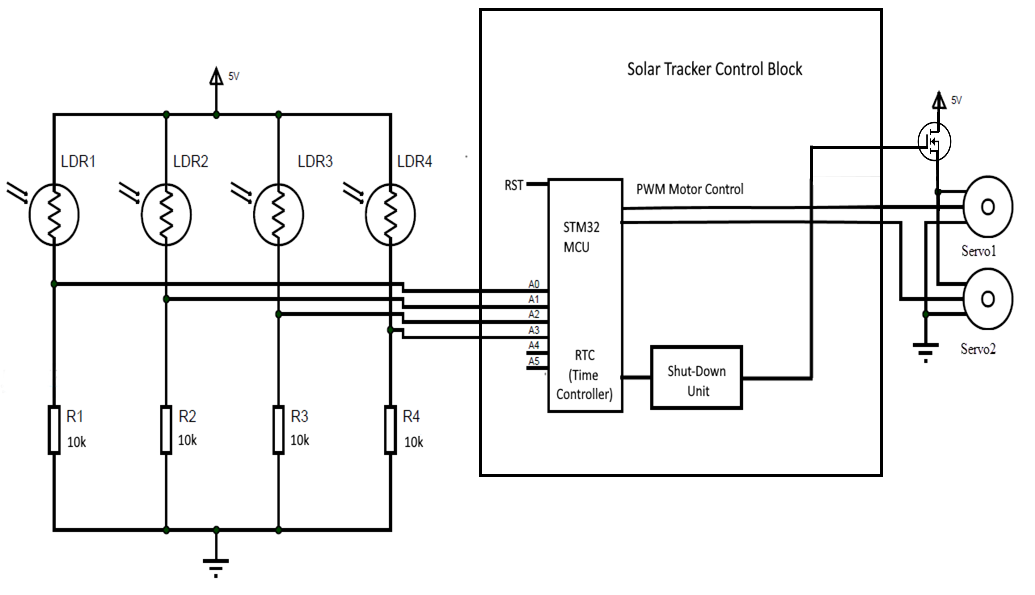 Solar Tracker Control Block
5V
5V
LDR1
LDR2
LDR3
LDR4
RST
PWM Motor Control
STM32
MCU
Servo1
A0
A1
A2
A3
A4
A5
Servo2
RTC
(Time
Controller)
Shut-Down
Unit
R1
10k
R2
10k
R3
10k
R4
10k